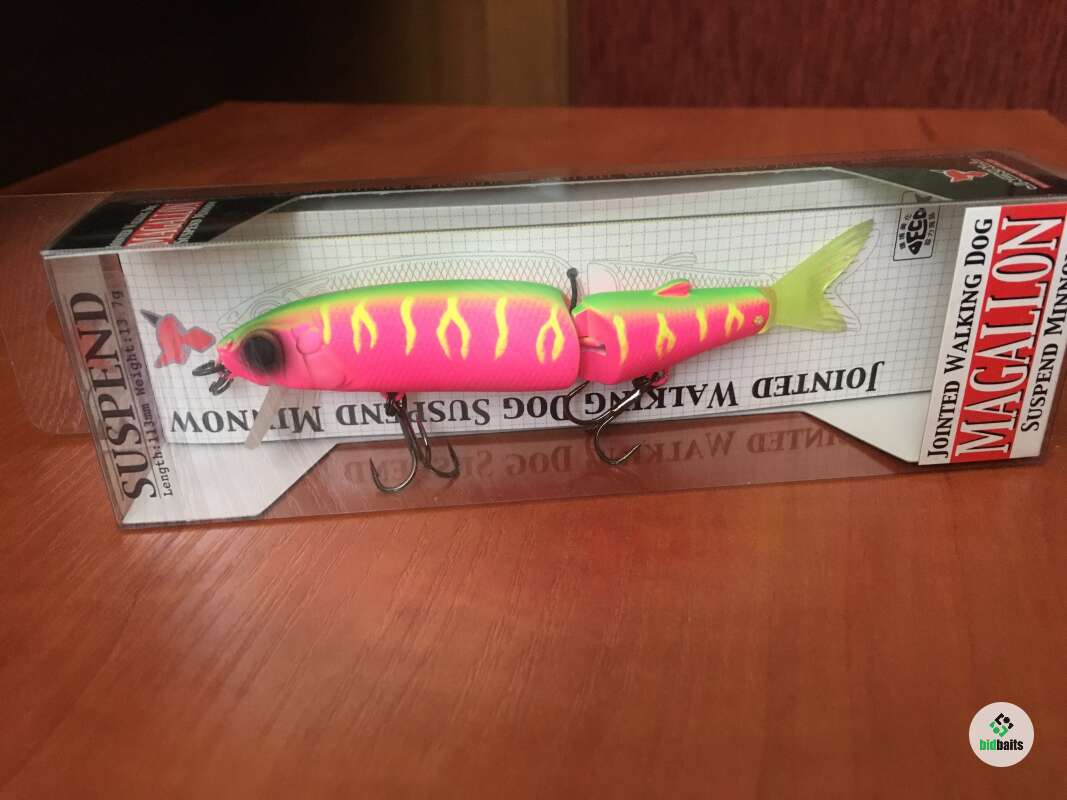 SUSPEND
Length:113mm Weight:13.7g
JOINTED WALKING DOG SUSPEND MINNOW
JOINTED WALKING DOG
MAGALLON
SUSPEND MINNOW
bidbaits